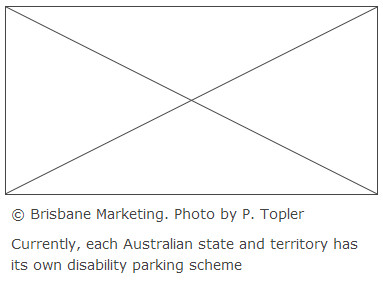 © Brisbane Marketing. Photo by P. Topler
Currently, each Australian state and territory has
its own disability parking scheme